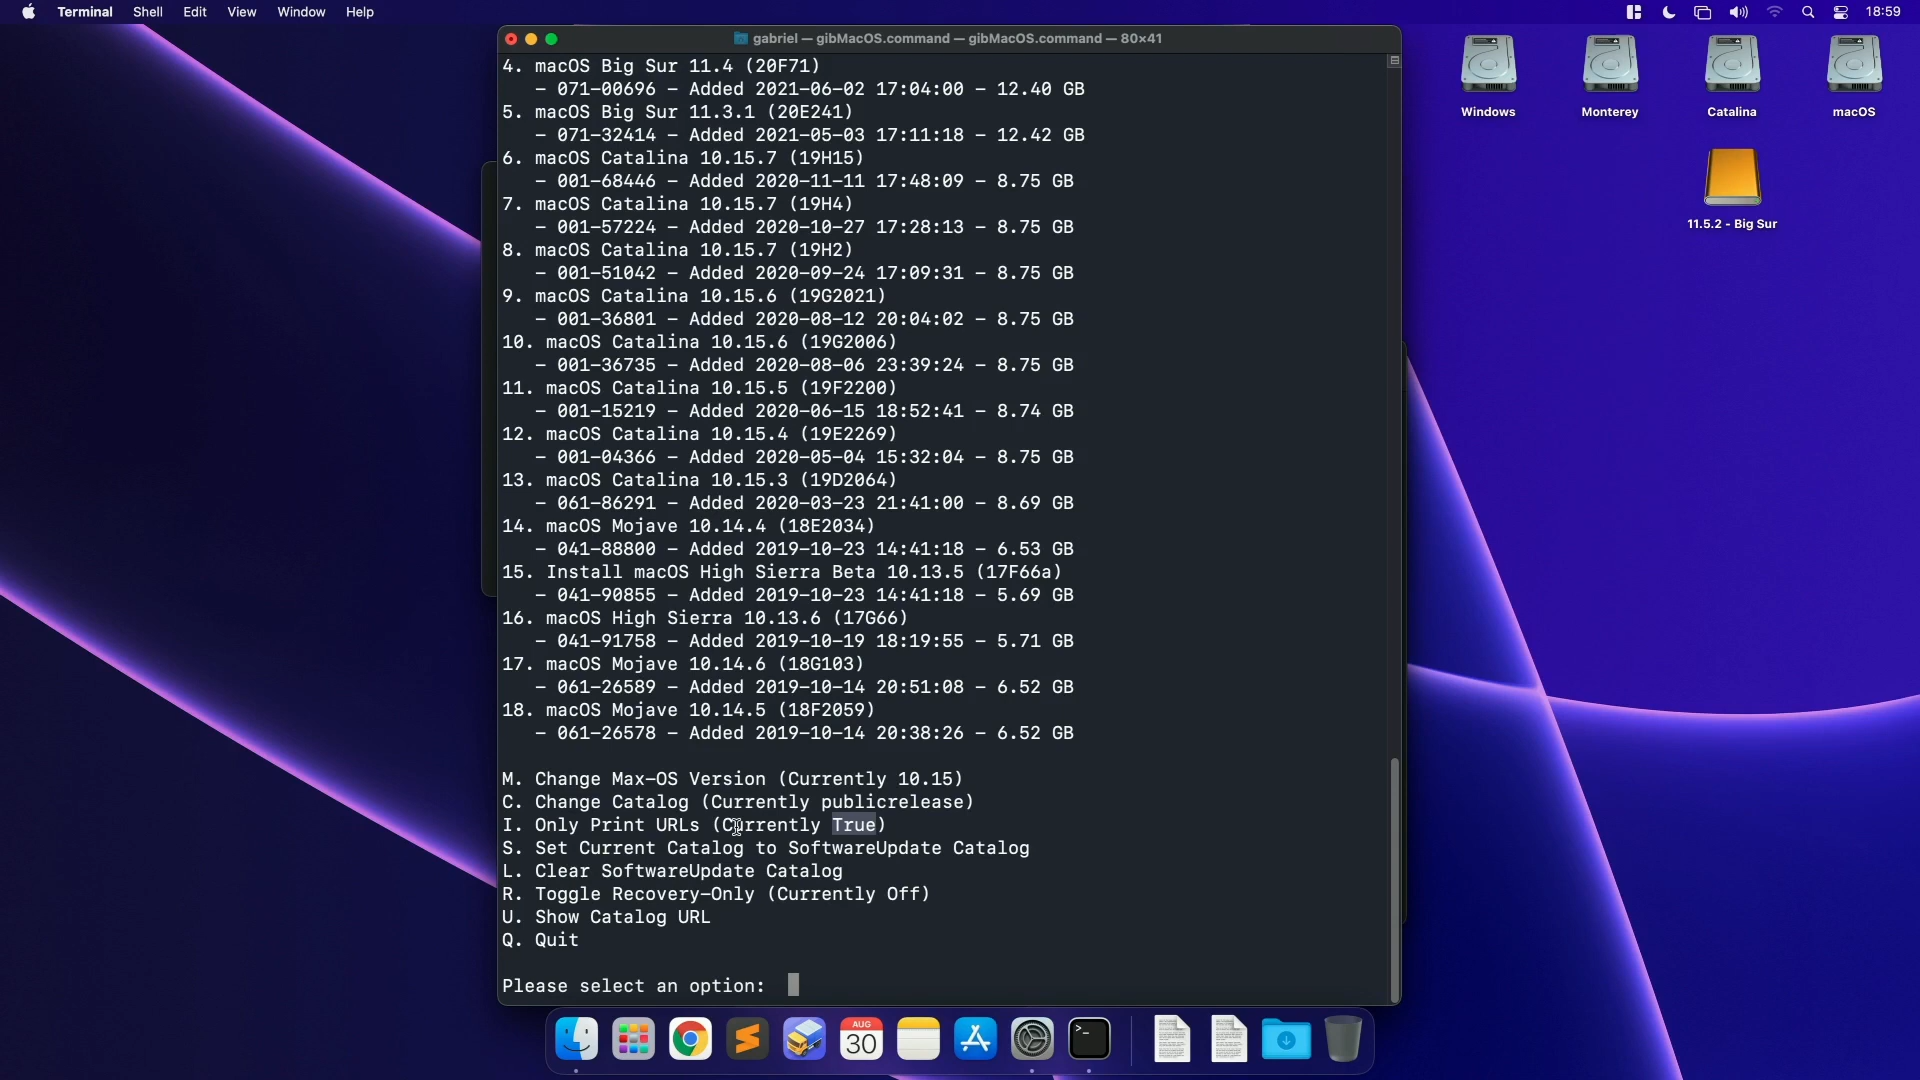 Terminal Shell Edit View Window Help 18:59
gabriel — gibMacOS.command — gibMacOS.command — 80×41
4. macOS Big Sur 11.4 (20F71)
- 071-00696 - Added 2021-06-02 17:04:00 - 12.40 GB
5. macOS Big Sur 11.3.1 (20E241)
- 071-32414 - Added 2021-05-03 17:11:18 - 12.42 GB
6. macOS Catalina 10.15.7 (19H15)
- 001-68446 - Added 2020-11-11 17:48:09 - 8.75 GB
7. macOS Catalina 10.15.7 (19H4)
- 001-57224 - Added 2020-10-27 17:28:13 - 8.75 GB
8. macOS Catalina 10.15.7 (19H2)
- 001-51042 - Added 2020-09-24 17:09:31 - 8.75 GB
9. macOS Catalina 10.15.6 (19G2021)
- 001-36801 - Added 2020-08-12 20:04:02 - 8.75 GB
10. macOS Catalina 10.15.6 (19G2006)
- 001-36735 - Added 2020-08-06 23:39:24 - 8.75 GB
11. macOS Catalina 10.15.5 (19F2200)
- 001-15219 - Added 2020-06-15 18:52:41 - 8.74 GB
12. macOS Catalina 10.15.4 (19E2269)
- 001-04366 - Added 2020-05-04 15:32:04 - 8.75 GB
13. macOS Catalina 10.15.3 (19D2064)
- 061-86291 - Added 2020-03-23 21:41:00 - 8.69 GB
14. macOS Mojave 10.14.4 (18E2034)
- 041-88800 - Added 2019-10-23 14:41:18 - 6.53 GB
15. Install macOS High Sierra Beta 10.13.5 (17F66a)
- 041-90855 - Added 2019-10-23 14:41:18 - 5.69 GB
16. macOS High Sierra 10.13.6 (17G66)
- 041-91758 - Added 2019-10-19 18:19:55 - 5.71 GB
17. macOS Mojave 10.14.6 (18G103)
- 061-26589 - Added 2019-10-14 20:51:08 - 6.52 GB
18. macOS Mojave 10.14.5 (18F2059)
- 061-26578 - Added 2019-10-14 20:38:26 - 6.52 GB
M. Change Max-OS Version (Currently 10.15)
C. Change Catalog (Currently publicrelease)
I. Only Print URLs (Currently True)
S. Set Current Catalog to SoftwareUpdate Catalog
L. Clear SoftwareUpdate Catalog
R. Toggle Recovery-Only (Currently Off)
U. Show Catalog URL
Q. Quit
Please select an option:
Windows Monterey Catalina macOS
11.5.2 - Big Sur
AUG
30